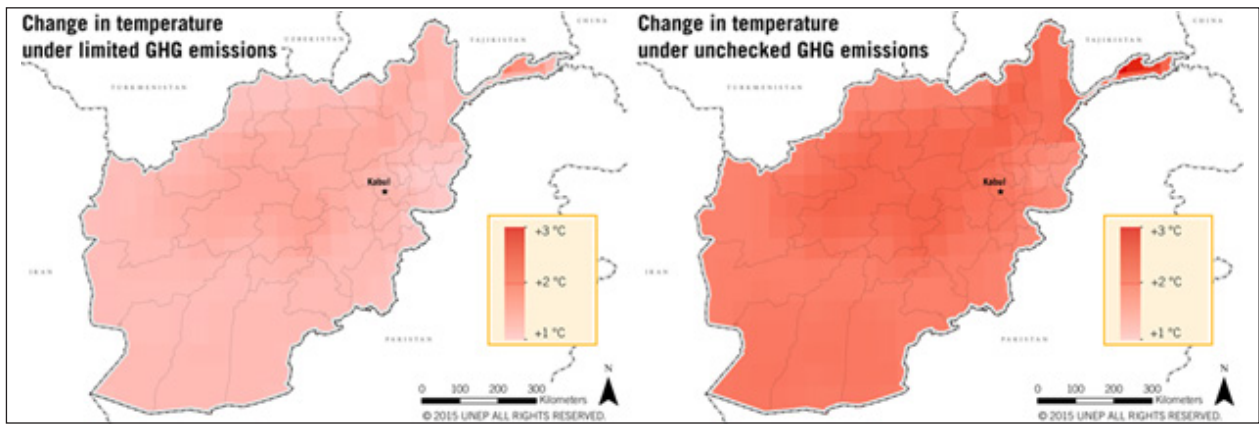 Change in temperature
under limited GHG emissions
UZBEKISTAN
TAJIKISTAN
CHINA
TURKMENISTAN
Kabul
IRAN
PAKISTAN
+3 °C
+2 °C
+1 °C
N
0 100 200 300
Kilometers
© 2015 UNEP ALL RIGHTS RESERVED.
Change in temperature
under unchecked GHG emissions
UZBEKISTAN
TAJIKISTAN
CHINA
TURKMENISTAN
Kabul
IRAN
PAKISTAN
+3 °C
+2 °C
+1 °C
N
0 100 200 300
Kilometers
© 2015 UNEP ALL RIGHTS RESERVED.